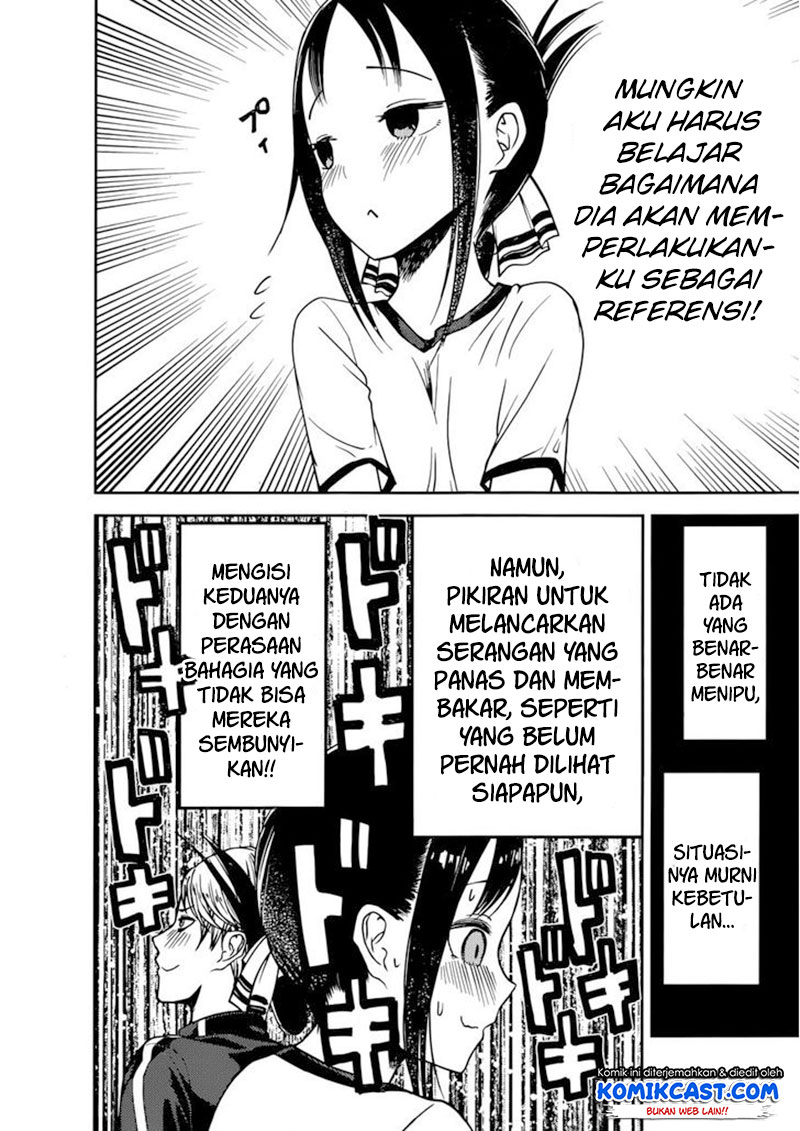 MUNGKIN
AKU HARUS
BELAJAR
BAGAIMANA
DIA AKAN MEM-
PERLAKUKAN-
KU SEBAGAI
REFERENSI!
プイ
TIDAK
ADA
YANG
BENAR-
BENAR
MENIPU,
SITUASI-
NYA MURNI
KEBETU-
LAN...
NAMUN,
PIKIRAN UNTUK
MELANCARKAN
SERANGAN YANG
PANAS DAN MEM-
BAKAR, SEPERTI
YANG BELUM
PERNAH DILIHAT
SIAPAPUN,
MENGISI
KEDUANYA
DENGAN
PERASAAN
BAHAGIA YANG
TIDAK BISA
MEREKA
SEMBUNYI-
KAN!!
ドキ
ドキ
ドキ
ドキ
ドキ
Komik ini diterjemahkan & diedit oleh
KOMIKCAST.COM
BUKAN WEB LAIN!!